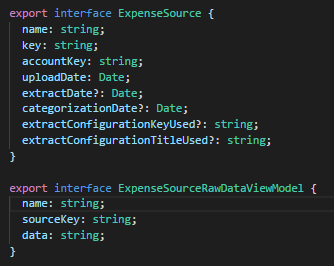 export interface ExpenseSource {
  name: string;
  key: string;
  accountKey: string;
  uploadDate: Date;
  extractDate?: Date;
  categorizationDate?: Date;
  extractConfigurationKeyUsed?: string;
  extractConfigurationTitleUsed?: string;
}
export interface ExpenseSourceRawDataViewModel {
  name: string;
  sourceKey: string;
  data: string;
}